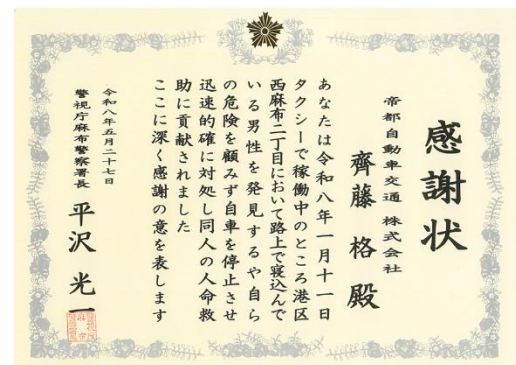 感謝状
帝都自動車交通 株式会社
齊藤 格 殿
あなたは令和八年一月十一日
タクシーで稼働中のところ港区
西麻布二丁目において路上で寝込んで
いる男性を発見するや自ら
の危険を顧みず自車を停止させ
迅速的確に対処し同人の人命救
助に貢献されました
ここに深く感謝の意を表します
令和八年五月二十七日
警視庁麻布警察署長 平沢 光一